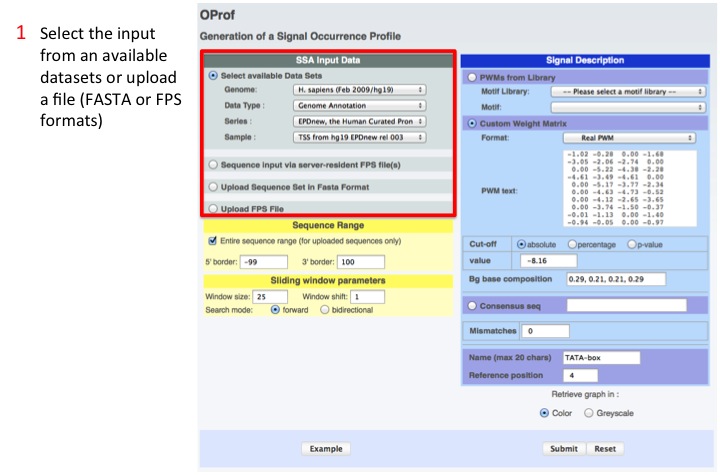 1 Select the input
from an available
datasets or upload
a file (FASTA or FPS
formats)
OProf
Generation of a Signal Occurrence Profile
SSA Input Data
Select available Data Sets
Genome: H. sapiens (Feb 2009/hg19)
Data Type : Genome Annotation
Series : EPDnew, the Human Curated Pron
Sample : TSS from hg19 EPDnew rel 003
Sequence input via server-resident FPS file(s)
Upload Sequence Set in Fasta Format
Upload FPS File
Sequence Range
Entire sequence range (for uploaded sequences only)
5' border: -99 3' border: 100
Sliding window parameters
Window size: 25 Window shift: 1
Search mode: forward bidirectional
Signal Description
PWMs from Library
Motif Library: -- Please select a motif library --
Motif:
Custom Weight Matrix
Format: Real PWM
PWM text:
-1.02 -0.28 0.00 -1.68
-3.05 -2.06 -2.74 0.00
0.00 -5.22 -4.38 -2.28
-4.61 -3.49 -4.61 0.00
0.00 -5.17 -3.77 -2.34
0.00 -4.63 -4.73 -0.52
0.00 -4.12 -2.65 -3.65
0.00 -3.74 -1.50 -0.37
-0.01 -1.13 0.00 -1.40
-0.94 -0.05 0.00 -0.97
Cut-off absolute percentage p-value
value -8.16
Bg base composition 0.29, 0.21, 0.21, 0.29
Consensus seq
Mismatches 0
Name (max 20 chars) TATA-box
Reference position 4
Retrieve graph in :
Color Greyscale
Example Submit Reset